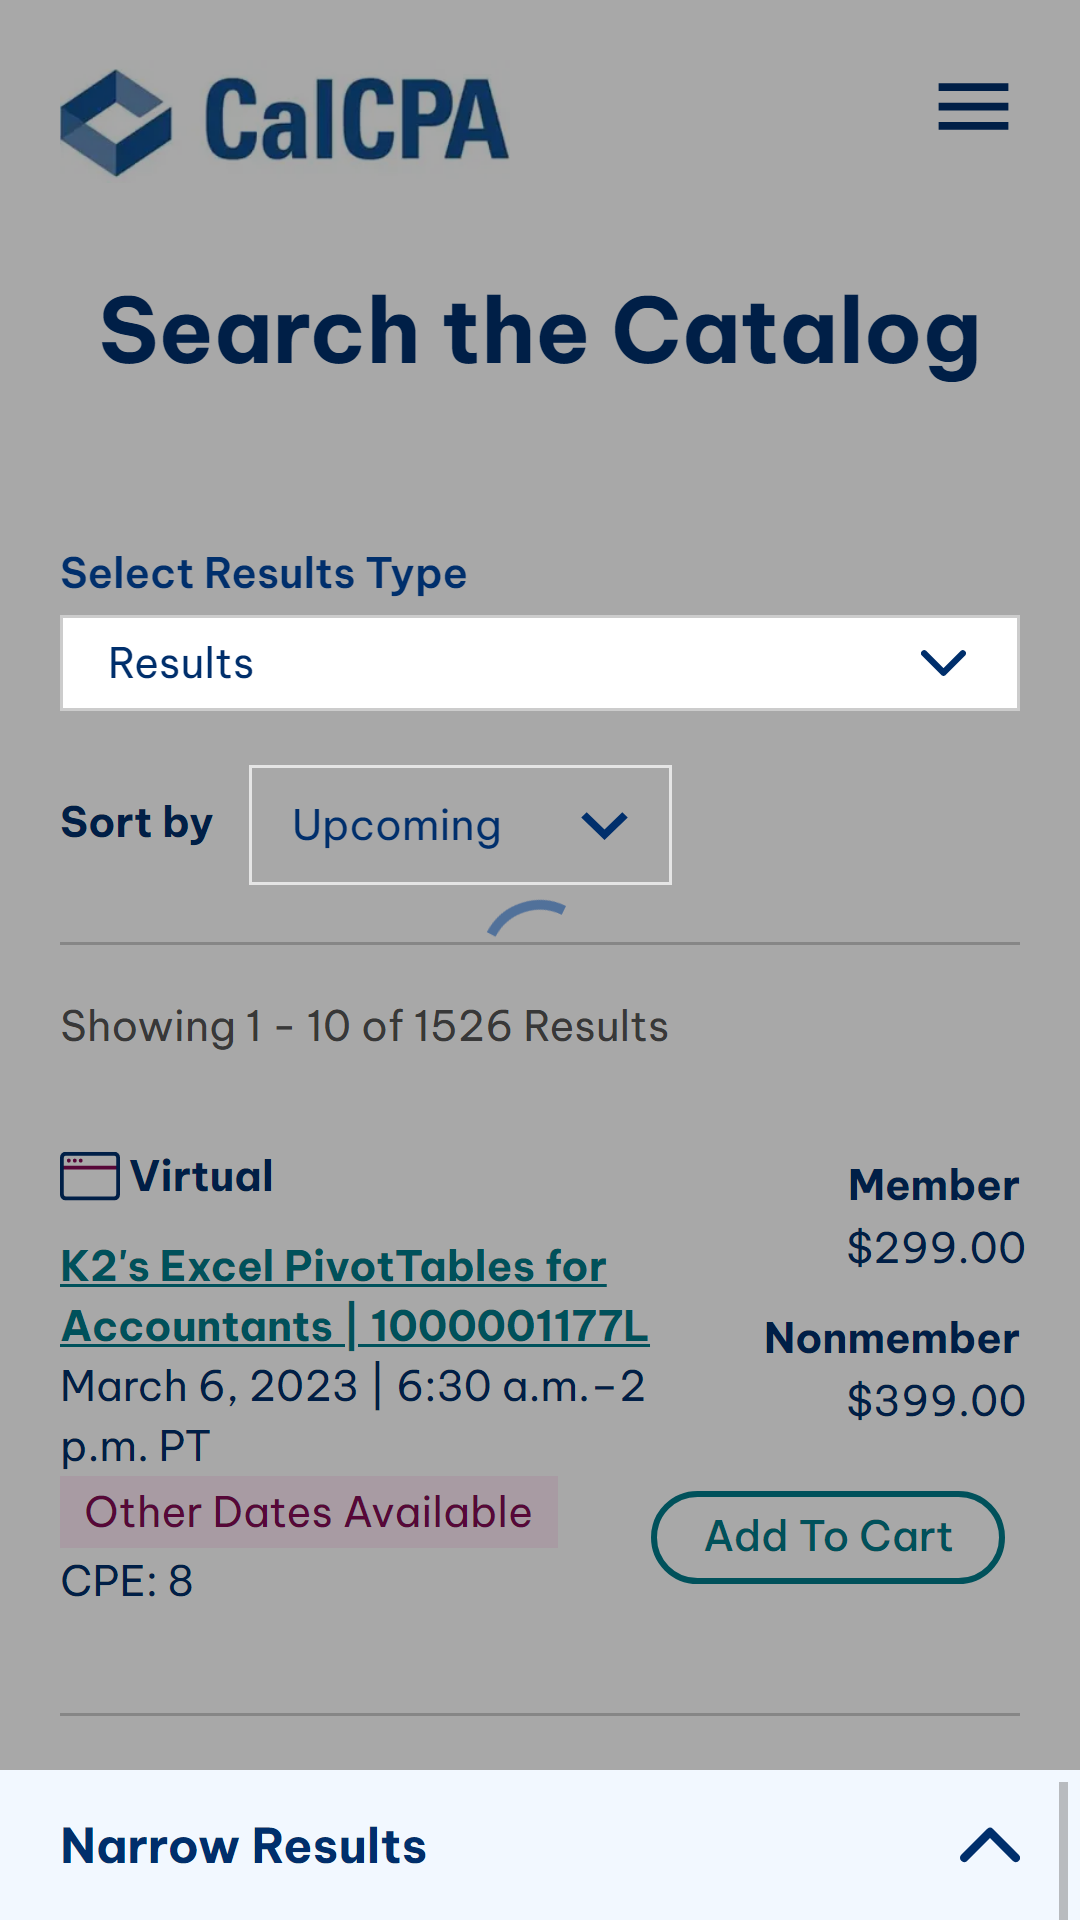 CalCPA
Search the Catalog
Select Results Type
Results
Sort by
Upcoming
Showing 1 - 10 of 1526 Results
Virtual
K2's Excel PivotTables for
Accountants | 1000001177L
March 6, 2023 | 6:30 a.m.–2
p.m. PT
Other Dates Available
CPE: 8
Member
$299.00
Nonmember
$399.00
Add To Cart
Narrow Results